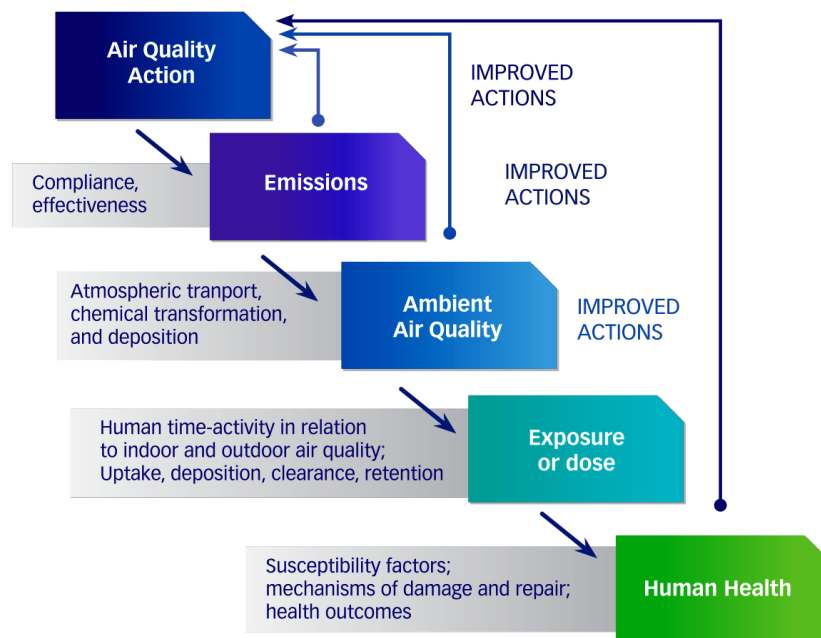 Air Quality
Action
IMPROVED
ACTIONS
Compliance,
effectiveness
Emissions
IMPROVED
ACTIONS
Atmospheric tranport,
chemical transformation,
and deposition
Ambient
Air Quality
IMPROVED
ACTIONS
Human time-activity in relation
to indoor and outdoor air quality;
Uptake, deposition, clearance, retention
Exposure
or dose
Susceptibility factors;
mechanisms of damage and repair;
health outcomes
Human Health